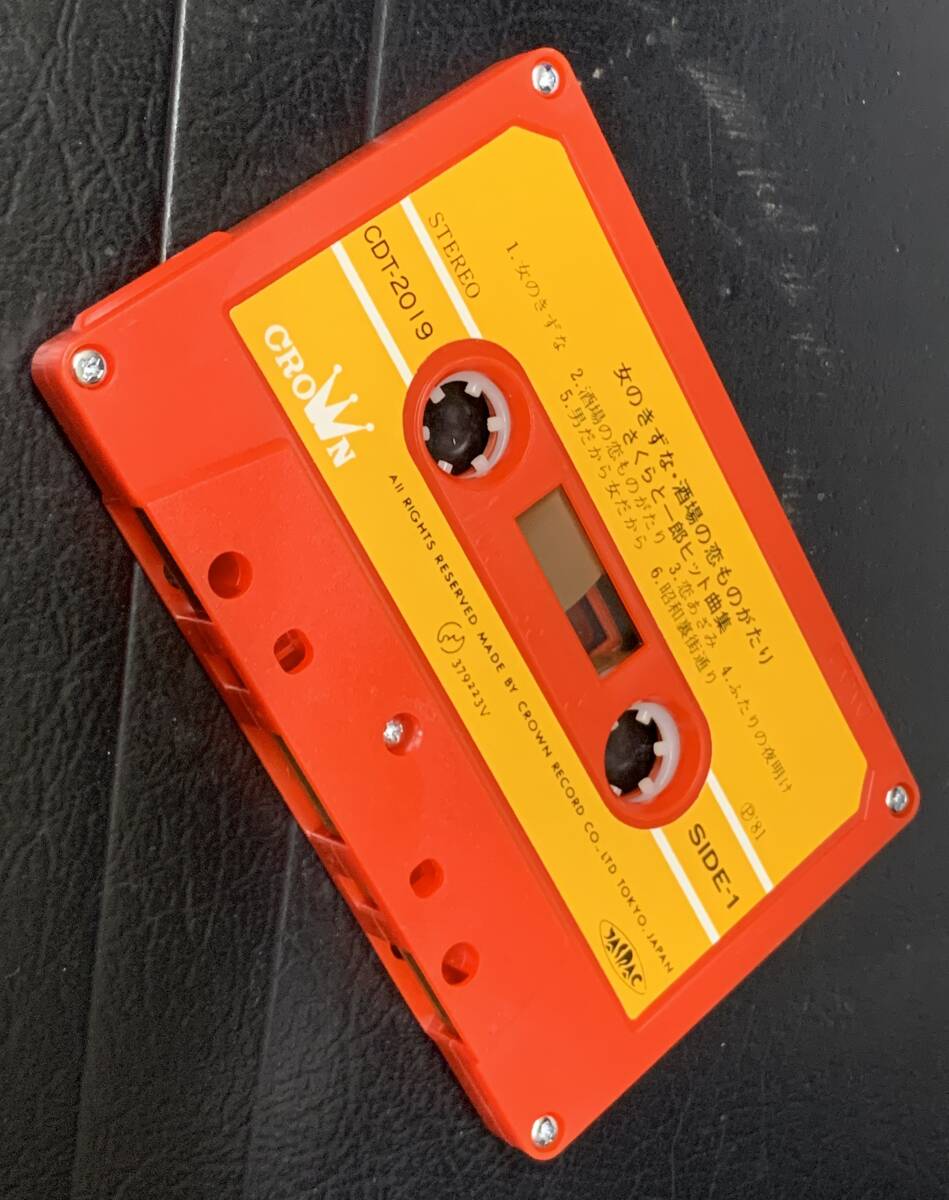 女のきずな・酒場の恋ものがたり
さくらと一郎ヒット曲集
1.女のきずな 2.酒場の恋ものがたり 3.恋あざみ 4.ふたりの夜明け
5.男だから女だから 6.昭和裏街通り
STEREO
Ⓟ'81
CDT-2019
SIDE-1
CROWN
All RIGHTS RESERVED MADE BY CROWN RECORD CO., LTD TOKYO, JAPAN
379223V
JASRAC